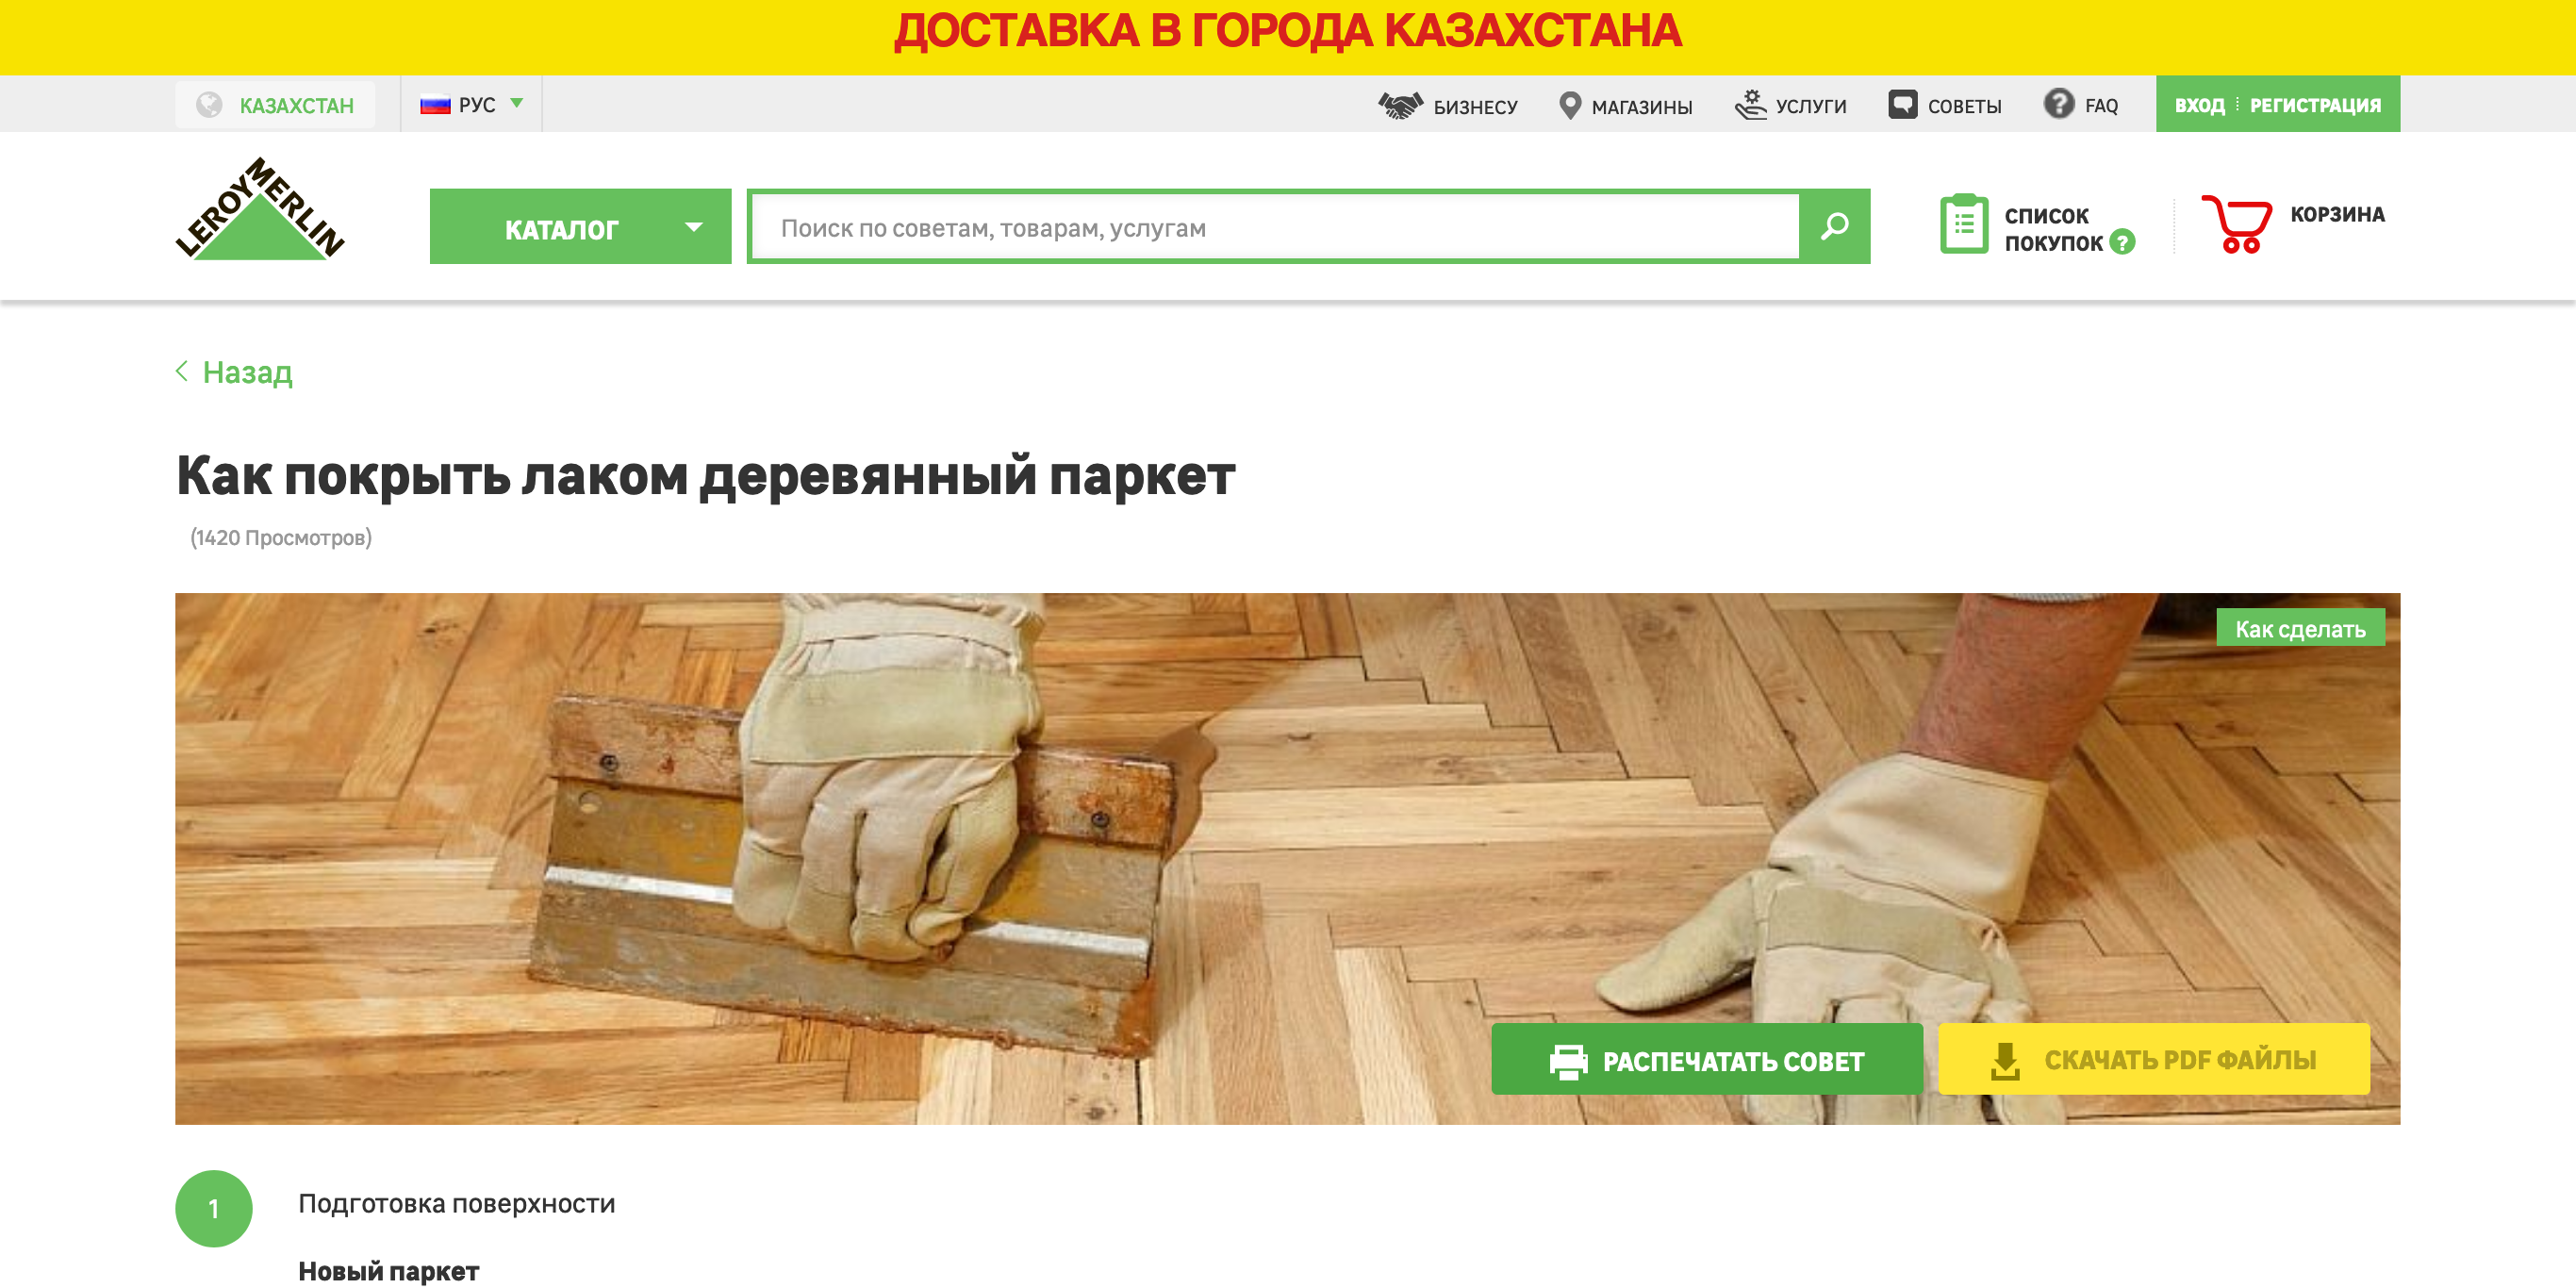 ДОСТАВКА В ГОРОДА КАЗАХСТАНА
КАЗАХСТАН
РУС
БИЗНЕСУ
МАГАЗИНЫ
УСЛУГИ
СОВЕТЫ
? FAQ
ВХОД
РЕГИСТРАЦИЯ
LEROY MERLIN
КАТАЛОГ
Поиск по советам, товарам, услугам
СПИСОК
ПОКУПОК ?
КОРЗИНА
Назад
Как покрыть лаком деревянный паркет
(1420 Просмотров)
Как сделать
РАСПЕЧАТАТЬ СОВЕТ
СКАЧАТЬ PDF ФАЙЛЫ
1
Подготовка поверхности
Новый паркет